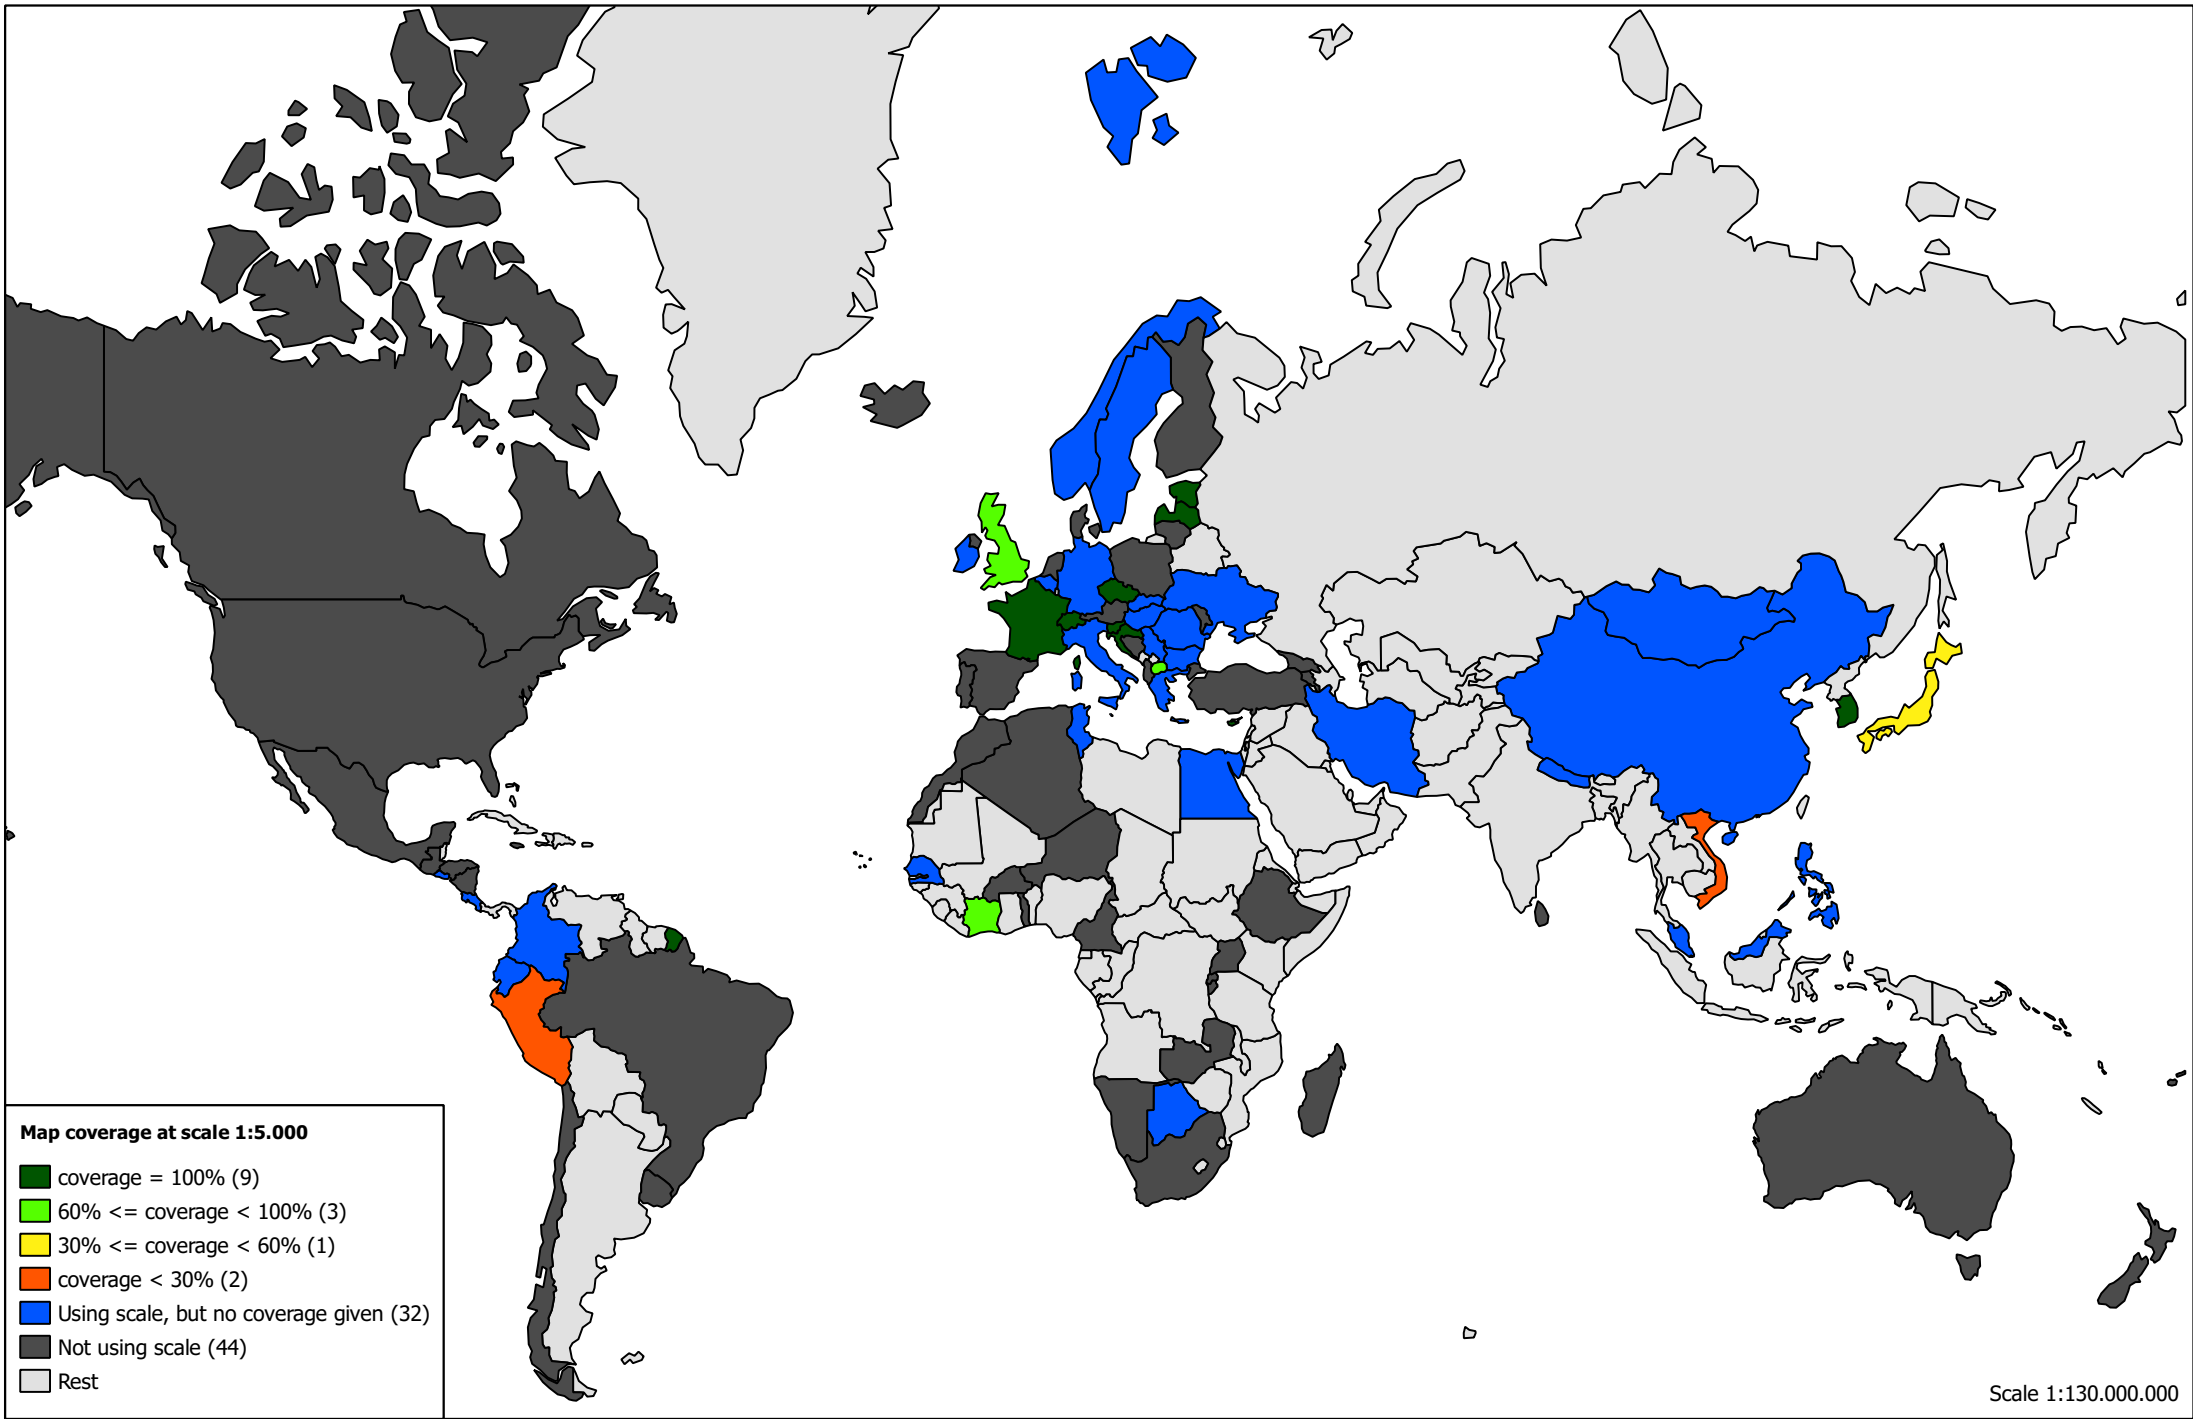 Map coverage at scale 1:5.000
coverage = 100% (9)
60% <= coverage < 100% (3)
30% <= coverage < 60% (1)
coverage < 30% (2)
Using scale, but no coverage given (32)
Not using scale (44)
Rest
Scale 1:130.000.000